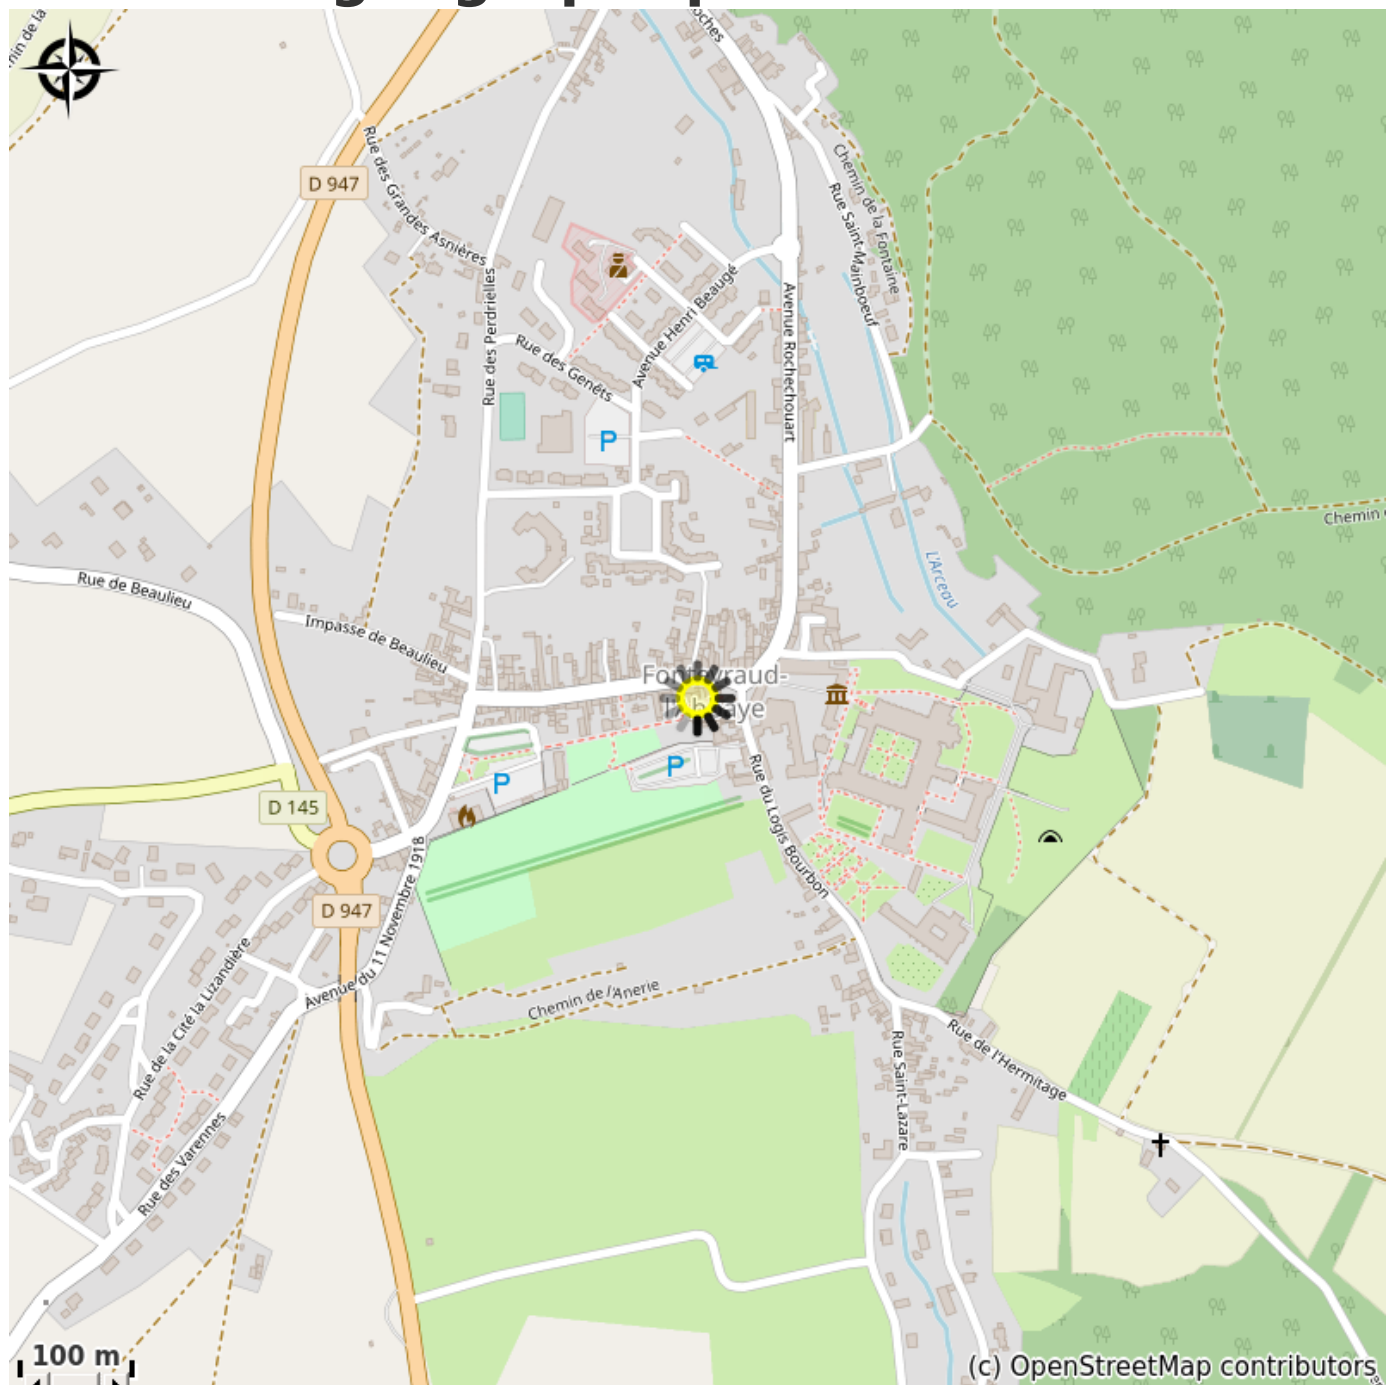 D 947
Rue des Grandes Asnières
Chemin de la Fontaine
Rue Saint-Mainboeuf
Rue des Perdrielles
Avenue Henri Beaugé
Avenue Rochechouart
Rue des Genêts
P
Chemin
L'Arceau
Rue de Beaulieu
Impasse de Beaulieu
P
P
D 145
Rue du Logis Bourbon
D 947
Avenue du 11 Novembre 1918
Rue de la Cité la Lizandière
Chemin de l'Anerie
Rue de l'Hermitage
Rue Saint-Lazare
Rue des Varennes
100 m
(c) OpenStreetMap contributors